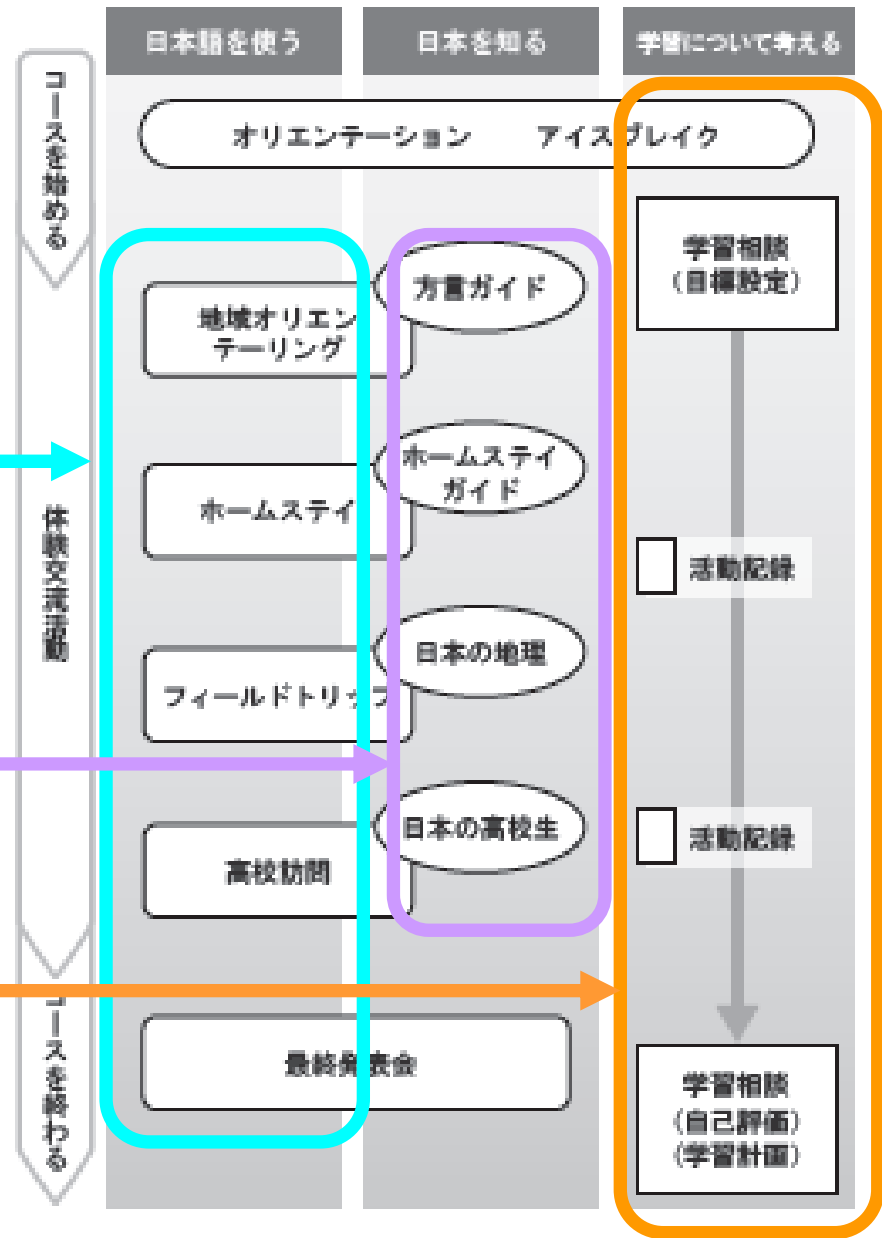 日本語を使う
日本を知る
学習について考える
コースを始める
オリエンテーション　アイスブレイク
学習相談
(目標設定)
方言ガイド
地域オリエン
テーリング
ホームステイ
ガイド
ホームステイ
体験交流活動
活動記録
日本の地理
フィールドトリップ
日本の高校生
活動記録
高校訪問
コースを終わる
最終発表会
学習相談
(自己評価)
(学習計画)